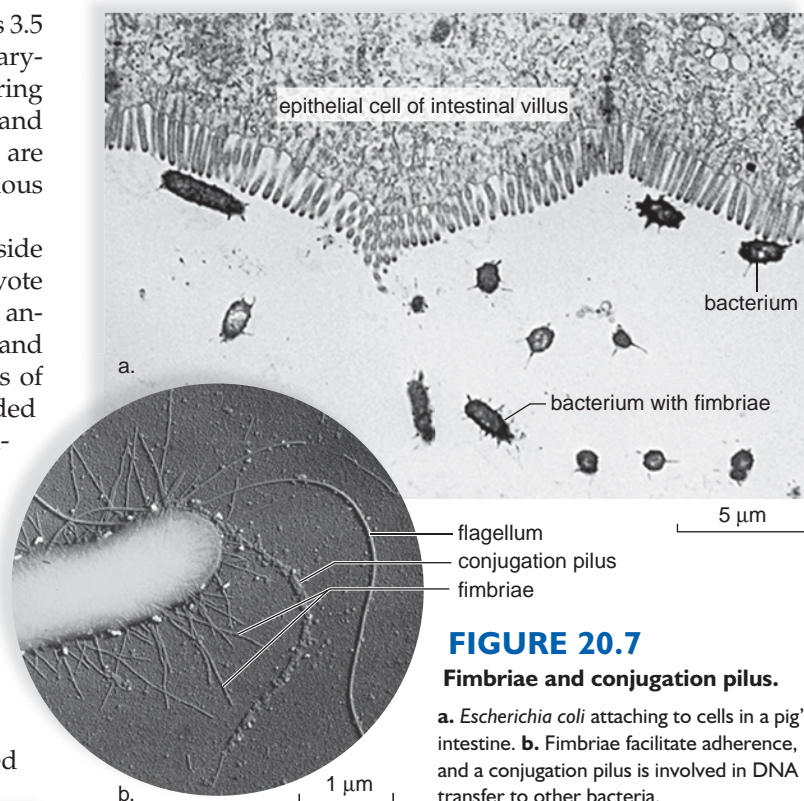 s 3.5
ary-
ring
and
are
ious
side
yote
an-
and
s of
ded
n-
ed
epithelial cell of intestinal villus
bacterium
a.
bacterium with fimbriae
5 μm
flagellum
conjugation pilus
fimbriae
b.
1 μm
FIGURE 20.7
Fimbriae and conjugation pilus.
a. Escherichia coli attaching to cells in a pig'
intestine. b. Fimbriae facilitate adherence,
and a conjugation pilus is involved in DNA
transfer to other bacteria.